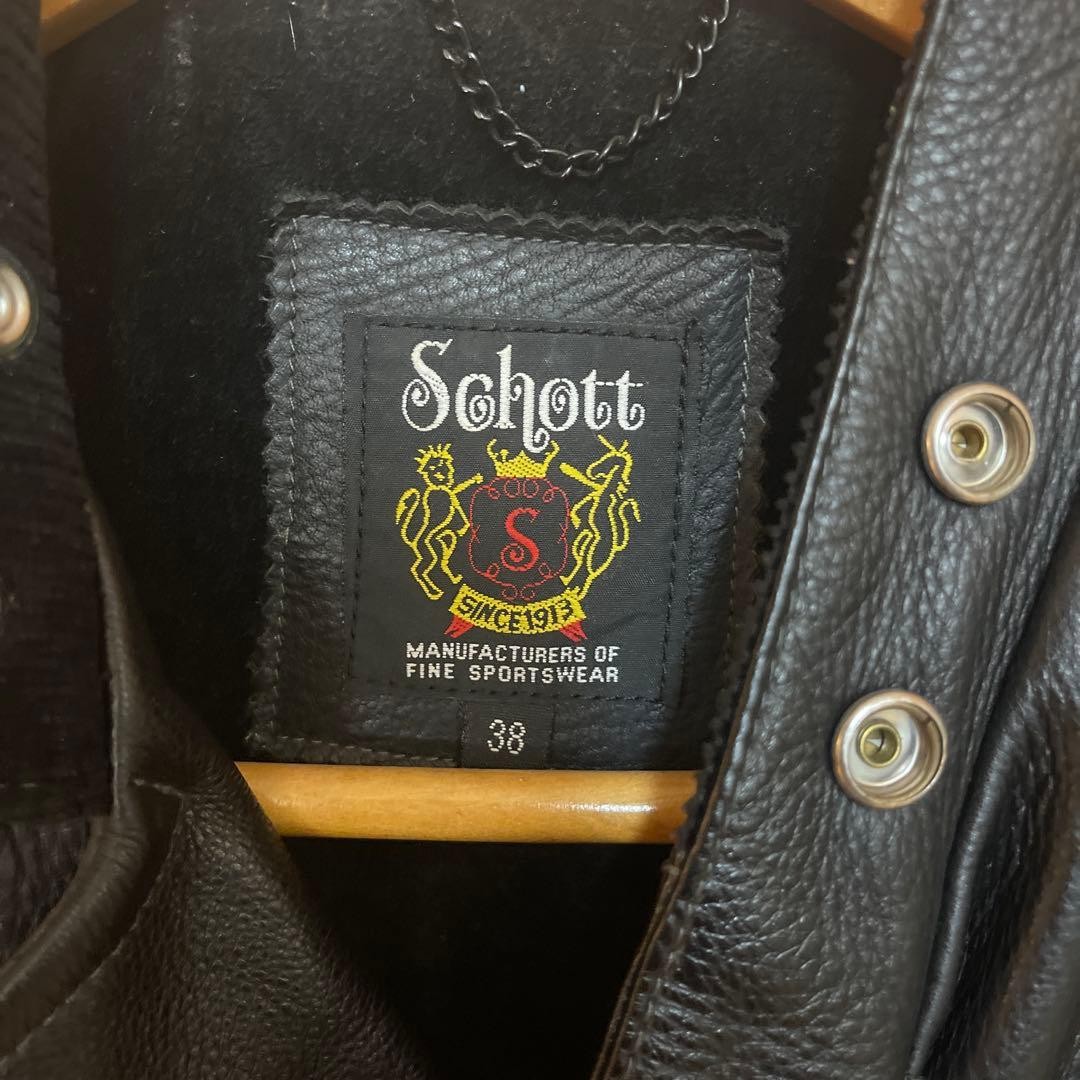 Schott
S
SINCE 1913
MANUFACTURERS OF
FINE SPORTSWEAR
38